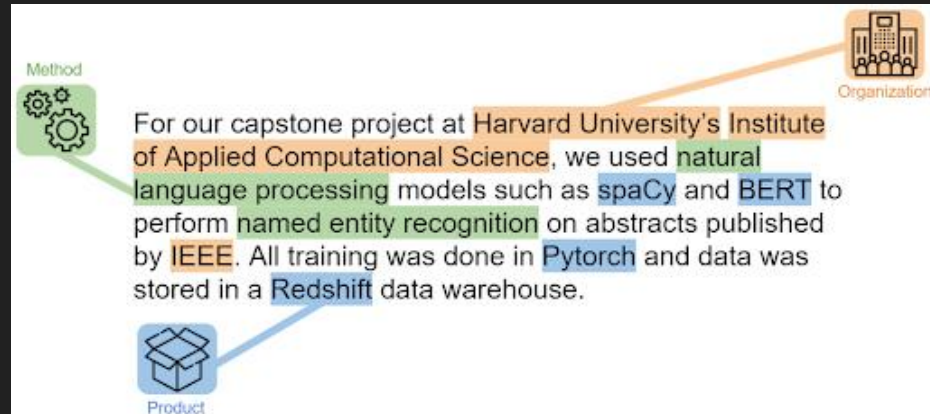 Method
Organization
For our capstone project at Harvard University's Institute
of Applied Computational Science, we used natural
language processing models such as spaCy and BERT to
perform named entity recognition on abstracts published
by IEEE. All training was done in Pytorch and data was
stored in a Redshift data warehouse.
Product